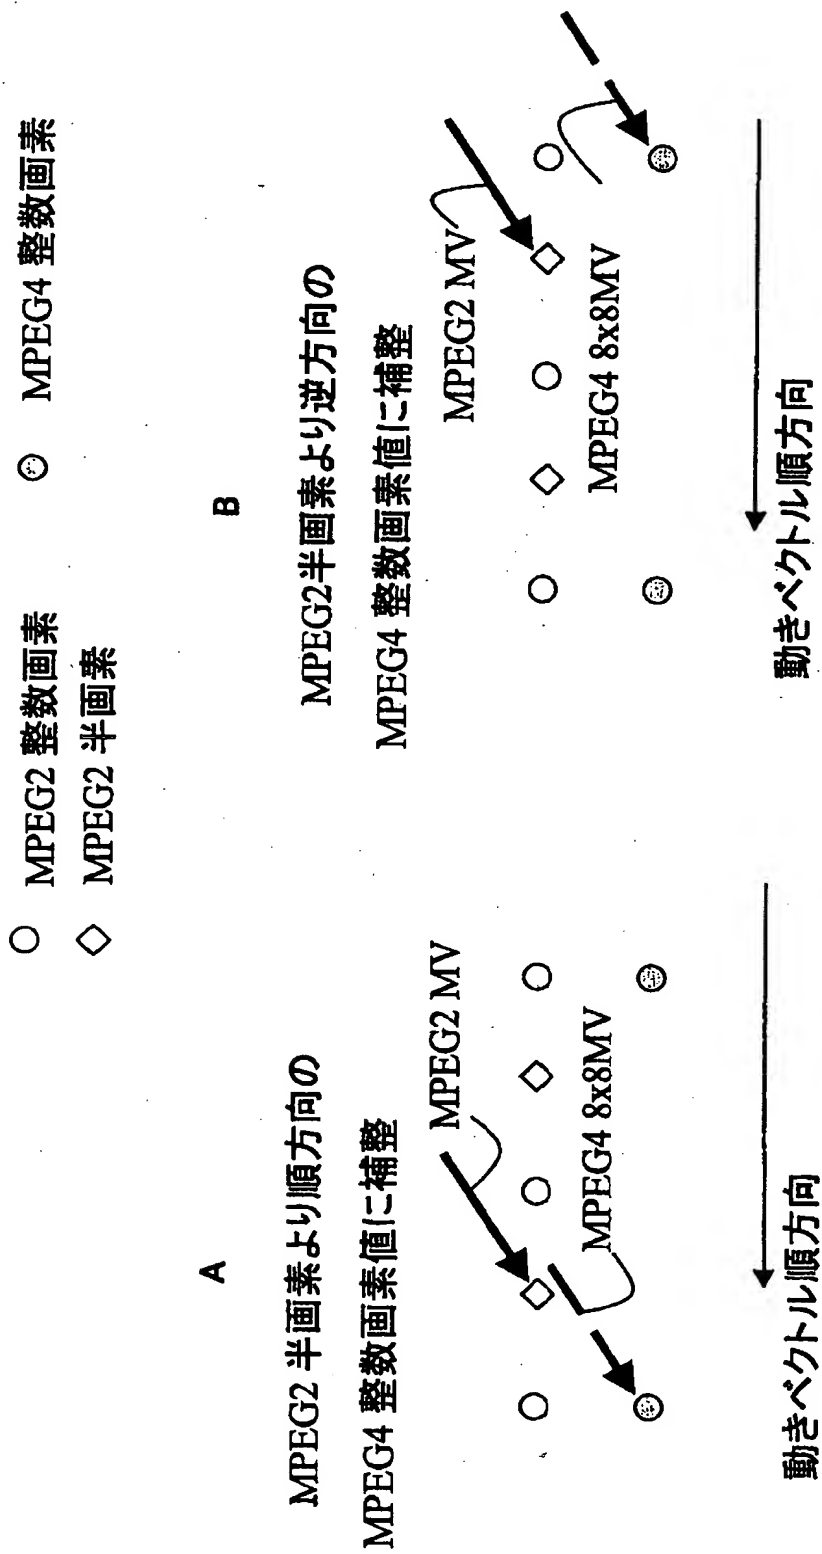 ○ MPEG2 整数画素
◇ MPEG2 半画素
MPEG4 整数画素
A
MPEG2 半画素より順方向の
MPEG4 整数画素値に補整
MPEG2 MV
MPEG4 8x8MV
動きベクトル順方向
B
MPEG2半画素より逆方向の
MPEG4 整数画素値に補整
MPEG2 MV
MPEG4 8x8MV
動きベクトル順方向